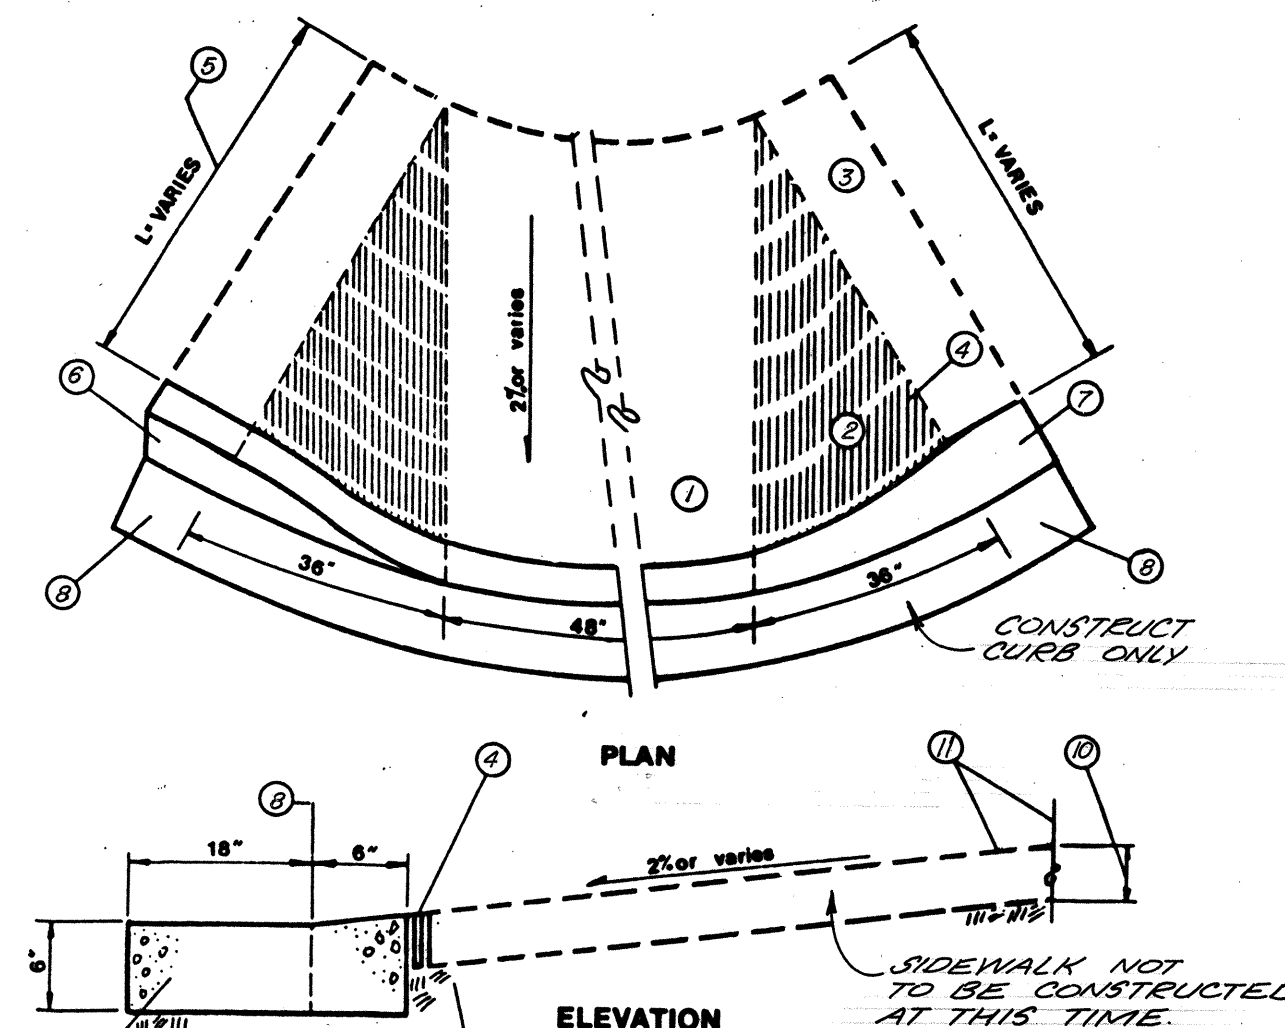 5
L= VARIES
L= VARIES
3
2% or varies
4
6
7
2
1
8
36"
48"
36"
8
CONSTRUCT
CURB ONLY
PLAN
4
11
10
8
18"
6"
2% or varies
6"
SIDEWALK NOT
TO BE CONSTRUCTED
AT THIS TIME.
ELEVATION